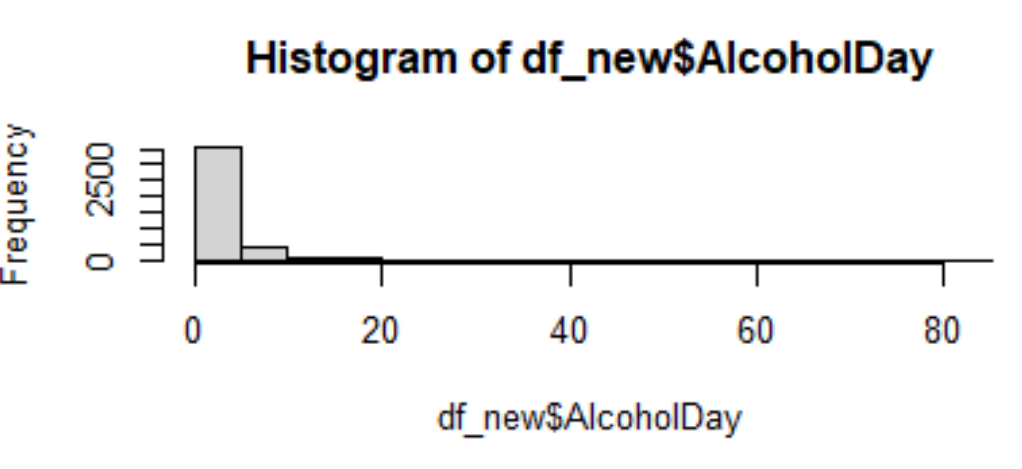 Histogram of df_new$AlcoholDay
Frequency
2500
0
0 20 40 60 80
df_new$AlcoholDay